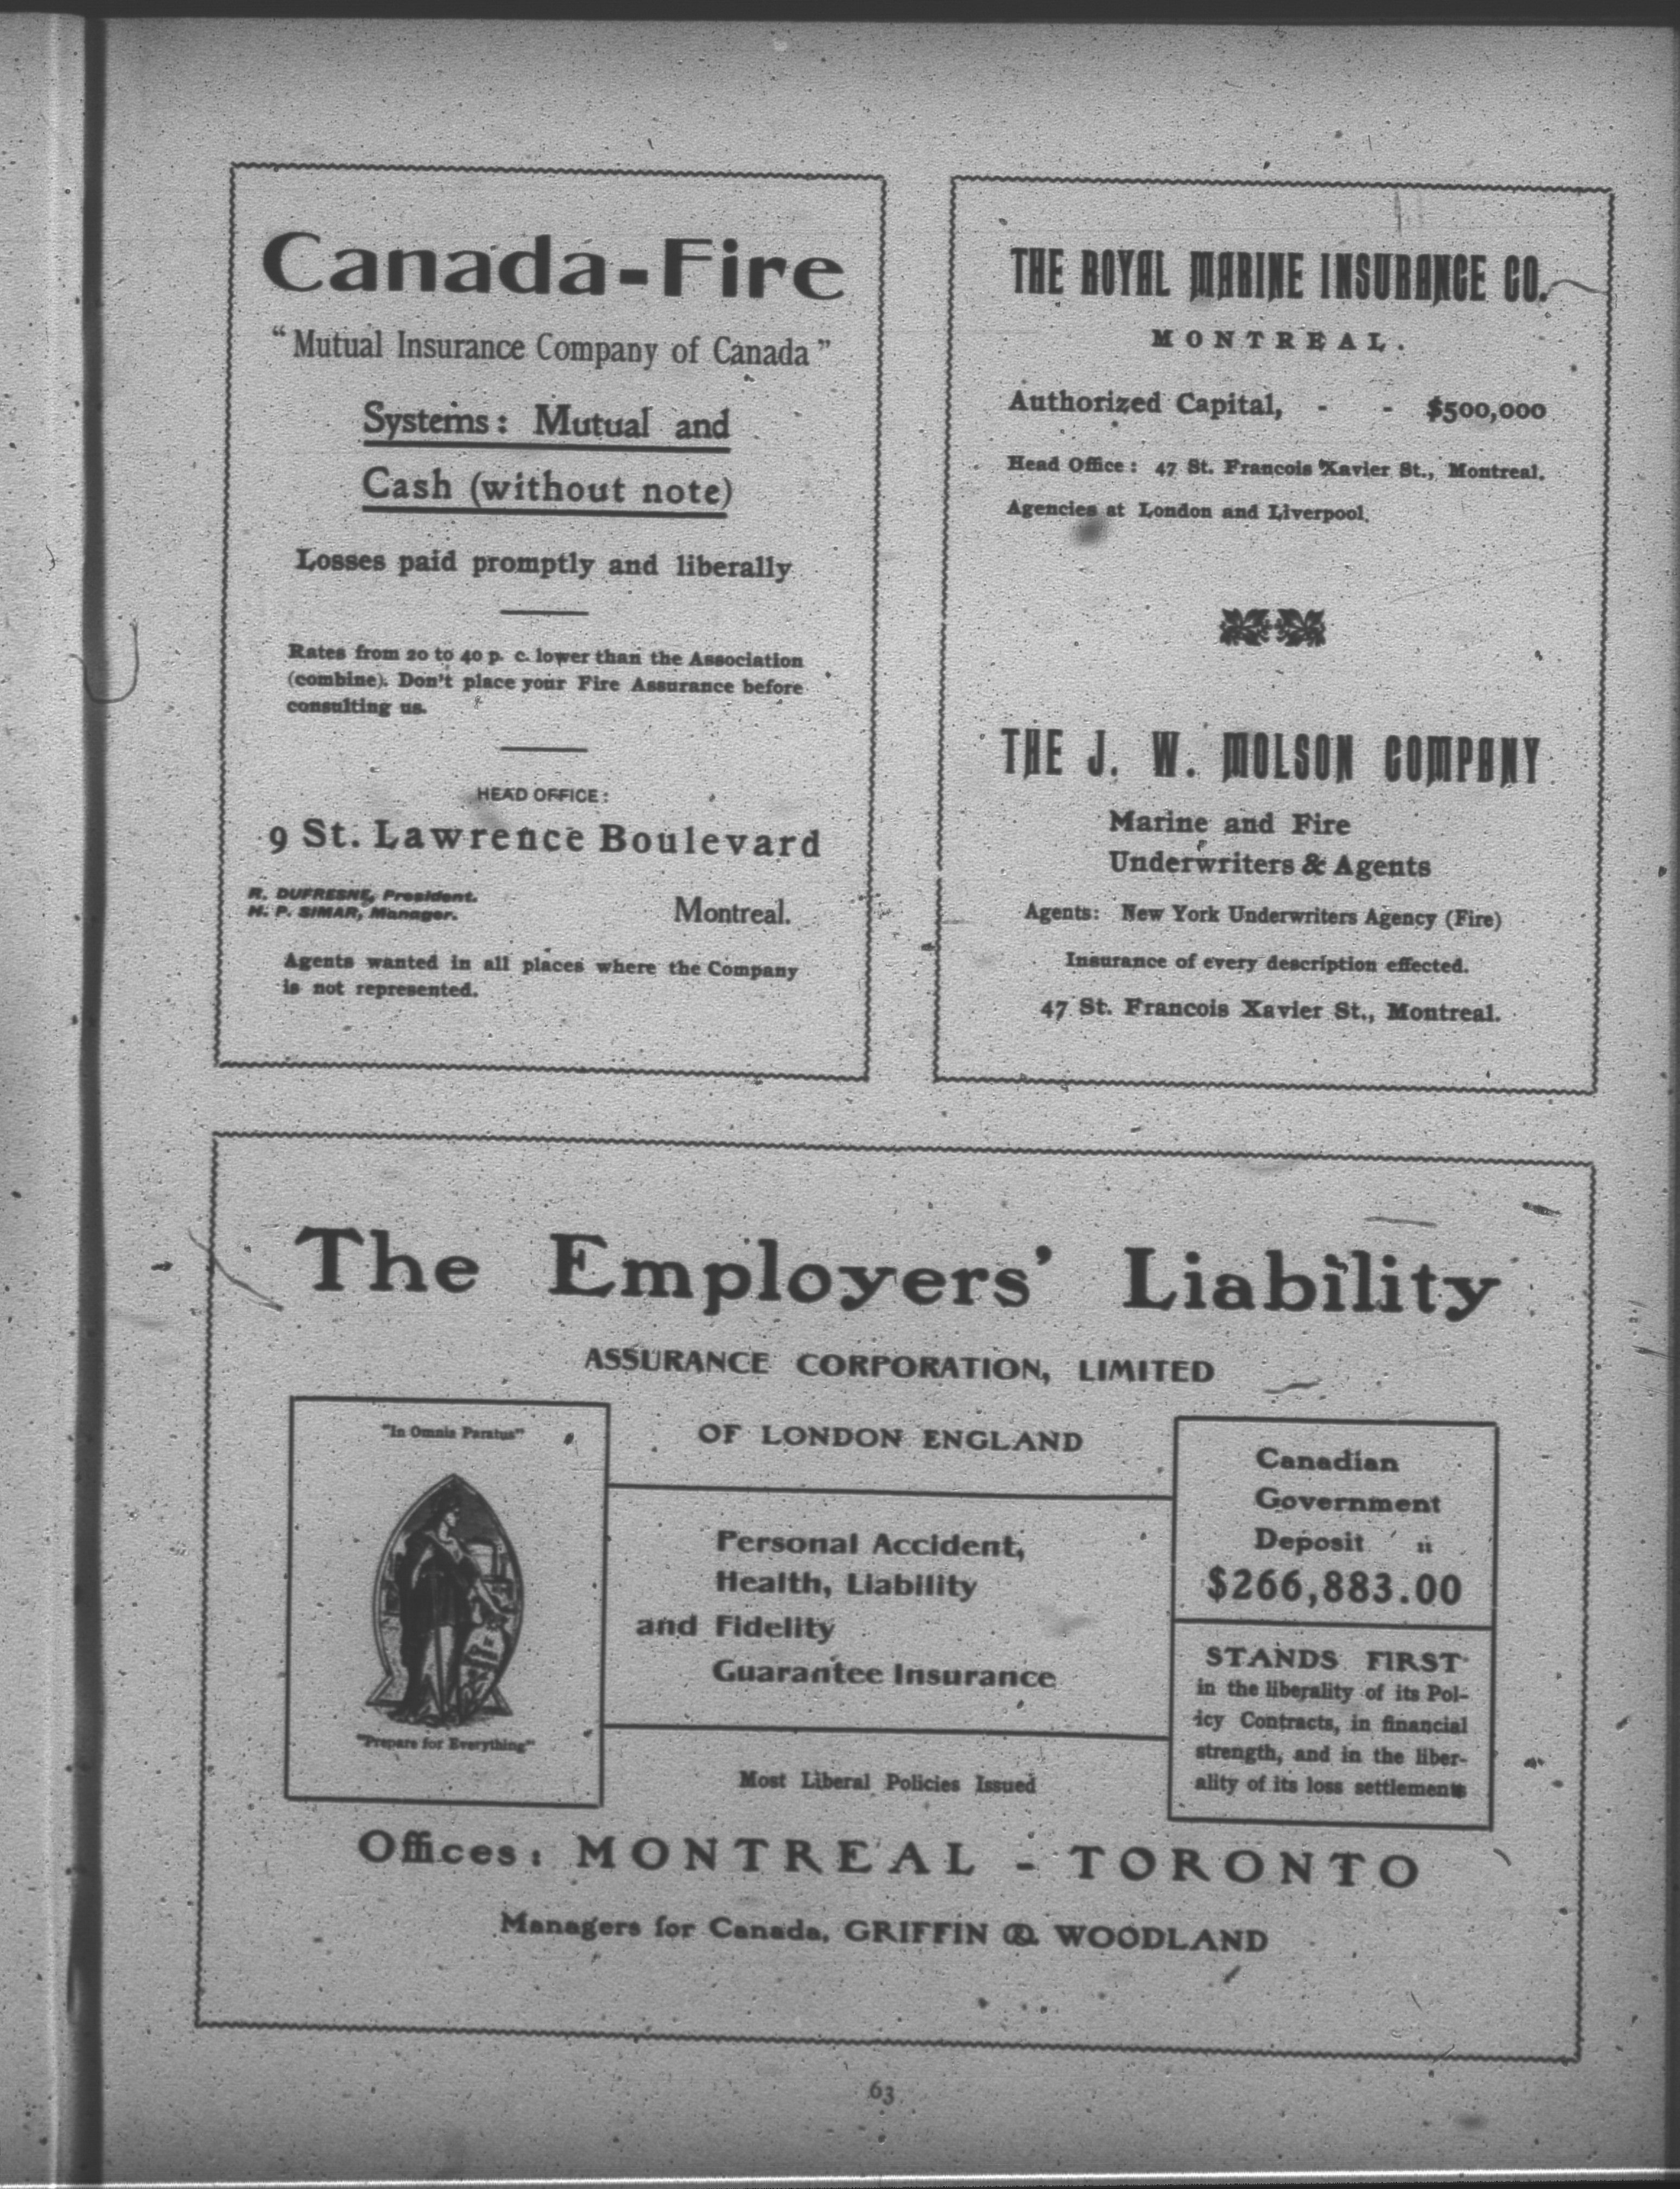 Canada-Fire
“Mutual Insurance Company of Canada”
Systems: Mutual and
Cash (without note)
Losses paid promptly and liberally
Rates from 20 to 40 p. c. lower than the Association
(combine). Don't place your Fire Assurance before
consulting us.
HEAD OFFICE:
9 St. Lawrence Boulevard
R. DUFRESNE, President.
H. P. SIMAR, Manager.
Montreal.
Agents wanted in all places where the Company
is not represented.
THE ROYAL MARINE INSURANCE CO.
MONTREAL.
Authorized Capital, - - $500,000
Head Office: 47 St. Francois Xavier St., Montreal.
Agencies at London and Liverpool.
THE J. W. MOLSON COMPANY
Marine and Fire
Underwriters & Agents
Agents: New York Underwriters Agency (Fire)
Insurance of every description effected.
47 St. Francois Xavier St., Montreal.
The Employers' Liability
ASSURANCE CORPORATION, LIMITED
OF LONDON ENGLAND
"In Omnia Paratus"
"Prepare for Everything"
Personal Accident,
Health, Liability
and Fidelity
Guarantee Insurance
Most Liberal Policies Issued
Canadian
Government
Deposit "
$266,883.00
STANDS FIRST
in the liberality of its Pol-
icy Contracts, in financial
strength, and in the liber-
ality of its loss settlements
Offices: MONTREAL - TORONTO
Managers for Canada, GRIFFIN & WOODLAND
63